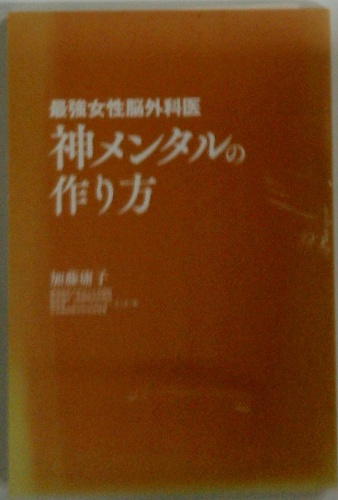 最強女性脳外科医
神メンタルの
作り方
加藤庸子